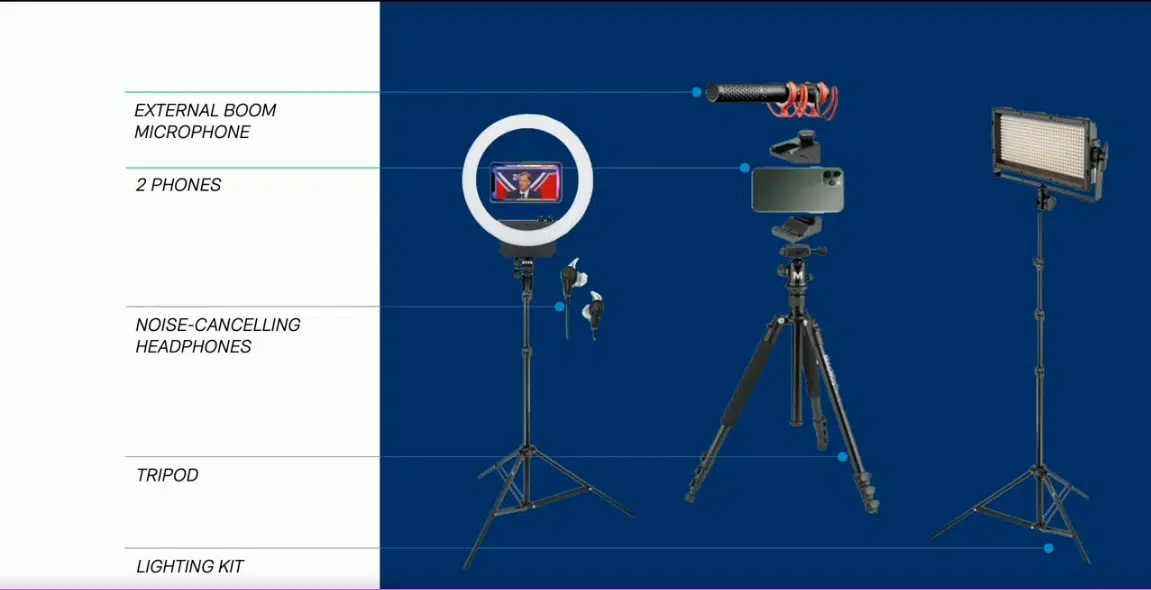 EXTERNAL BOOM
MICROPHONE
2 PHONES
NOISE-CANCELLING
HEADPHONES
TRIPOD
LIGHTING KIT
M